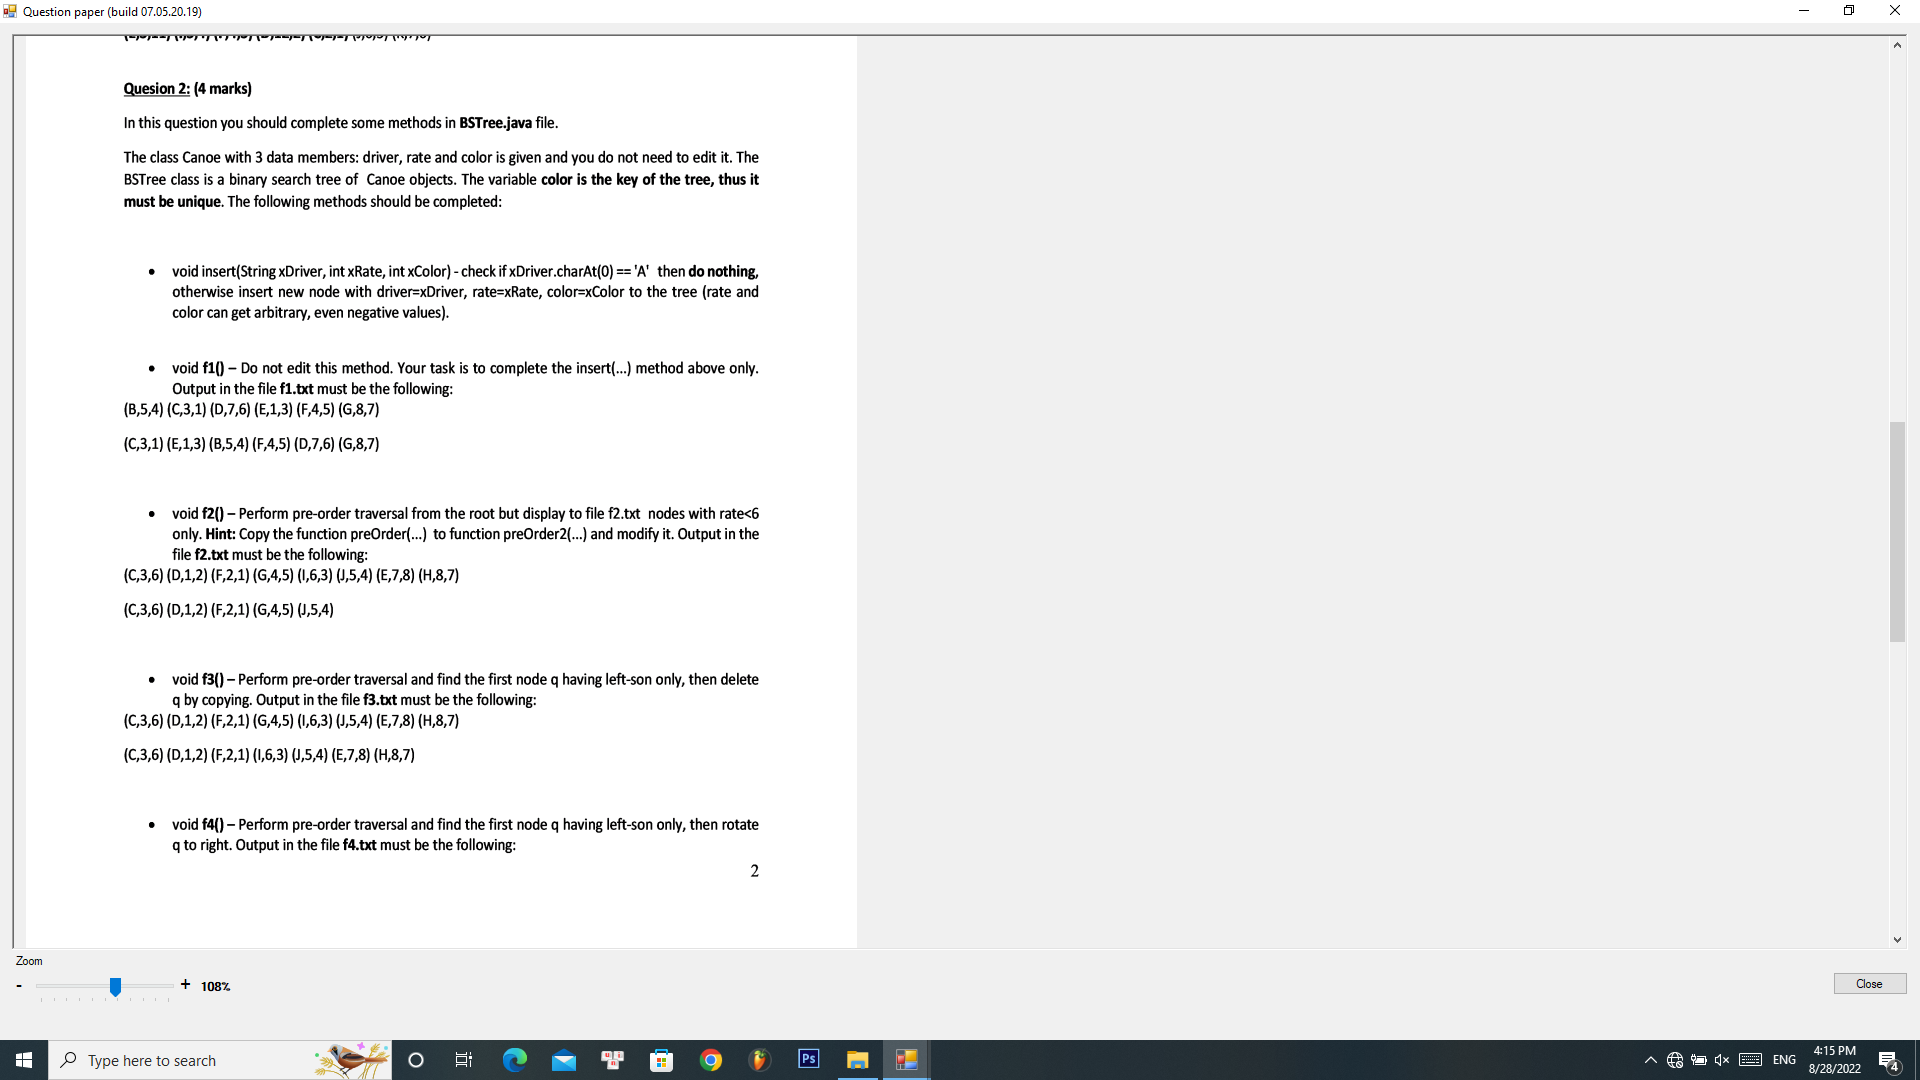 Question paper (build 07.05.20.19)
Quesion 2: (4 marks)
In this question you should complete some methods in BSTree.java file.
The class Canoe with 3 data members: driver, rate and color is given and you do not need to edit it. The
BSTree class is a binary search tree of Canoe objects. The variable color is the key of the tree, thus it
must be unique. The following methods should be completed:
• void insert(String xDriver, int xRate, int xColor) - check if xDriver.charAt(0) == 'A' then do nothing,
otherwise insert new node with driver=xDriver, rate=xRate, color=xColor to the tree (rate and
color can get arbitrary, even negative values).
• void f1() – Do not edit this method. Your task is to complete the insert(...) method above only.
Output in the file f1.txt must be the following:
(B,5,4) (C,3,1) (D,7,6) (E,1,3) (F,4,5) (G,8,7)
(C,3,1) (E,1,3) (B,5,4) (F,4,5) (D,7,6) (G,8,7)
• void f2() – Perform pre-order traversal from the root but display to file f2.txt nodes with rate<6
only. Hint: Copy the function preOrder(...) to function preOrder2(...) and modify it. Output in the
file f2.txt must be the following:
(C,3,6) (D,1,2) (F,2,1) (G,4,5) (I,6,3) (J,5,4) (E,7,8) (H,8,7)
(C,3,6) (D,1,2) (F,2,1) (G,4,5) (J,5,4)
• void f3() – Perform pre-order traversal and find the first node q having left-son only, then delete
q by copying. Output in the file f3.txt must be the following:
(C,3,6) (D,1,2) (F,2,1) (G,4,5) (I,6,3) (J,5,4) (E,7,8) (H,8,7)
(C,3,6) (D,1,2) (F,2,1) (I,6,3) (J,5,4) (E,7,8) (H,8,7)
• void f4() – Perform pre-order traversal and find the first node q having left-son only, then rotate
q to right. Output in the file f4.txt must be the following:
2
Zoom
- + 108%
Close
Type here to search
Ps
ENG
4:15 PM
8/28/2022
4